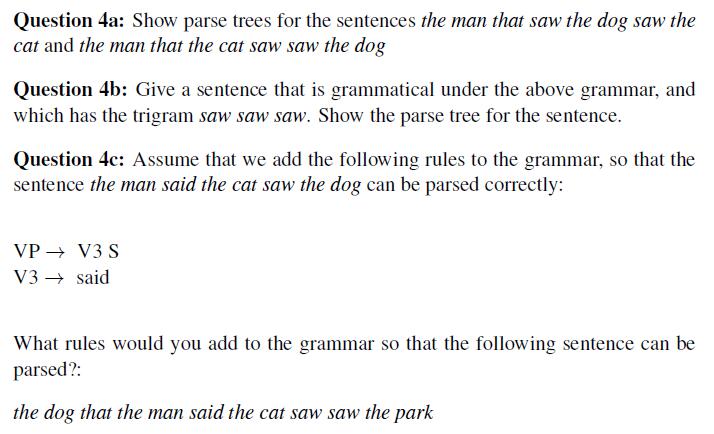 Question 4a: Show parse trees for the sentences the man that saw the dog saw the
cat and the man that the cat saw saw the dog
Question 4b: Give a sentence that is grammatical under the above grammar, and
which has the trigram saw saw saw. Show the parse tree for the sentence.
Question 4c: Assume that we add the following rules to the grammar, so that the
sentence the man said the cat saw the dog can be parsed correctly:
VP → V3 S
V3 → said
What rules would you add to the grammar so that the following sentence can be
parsed?:
the dog that the man said the cat saw saw the park